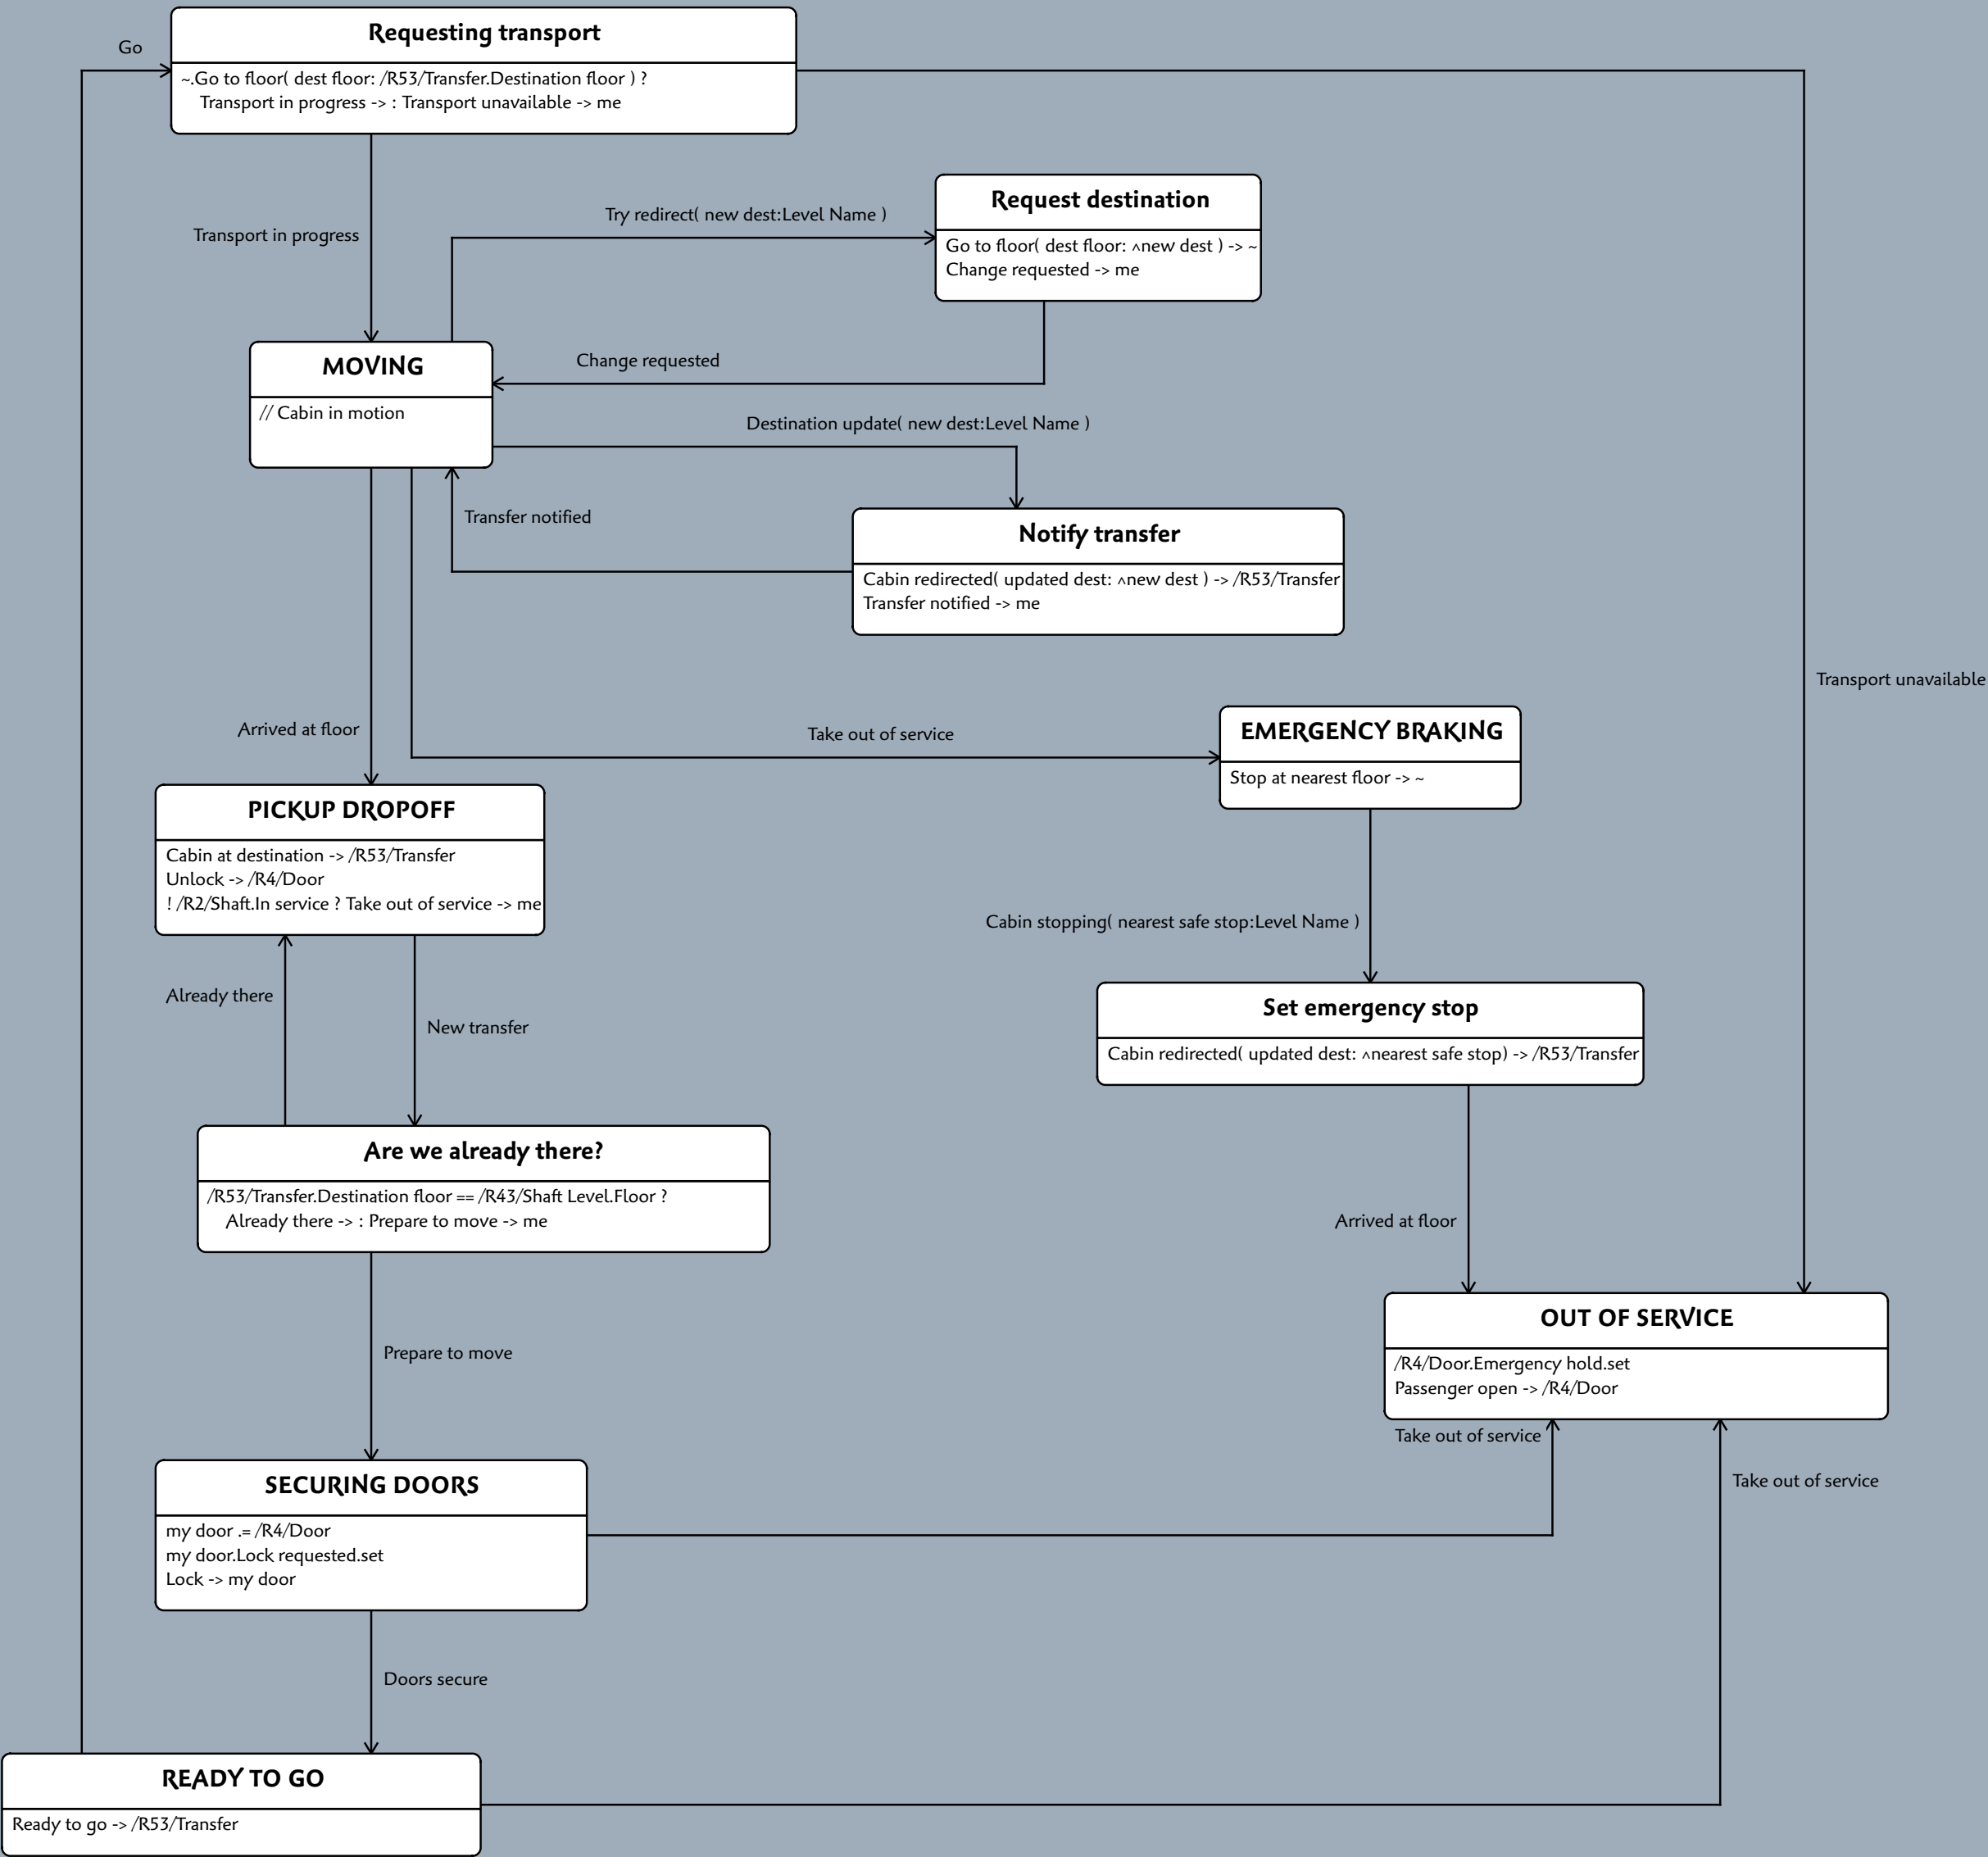 Go
Requesting transport
~.Go to floor( dest floor: /R53/Transfer.Destination floor ) ?
Transport in progress -> : Transport unavailable -> me
Transport in progress
Try redirect( new dest:Level Name )
Request destination
Go to floor( dest floor: ^new dest ) -> ~
Change requested -> me
MOVING
// Cabin in motion
Change requested
Destination update( new dest:Level Name )
Transfer notified
Notify transfer
Cabin redirected( updated dest: ^new dest ) -> /R53/Transfer
Transfer notified -> me
Transport unavailable
Arrived at floor
Take out of service
EMERGENCY BRAKING
Stop at nearest floor -> ~
PICKUP DROPOFF
Cabin at destination -> /R53/Transfer
Unlock -> /R4/Door
! /R2/Shaft.In service ? Take out of service -> me
Cabin stopping( nearest safe stop:Level Name )
Already there
New transfer
Set emergency stop
Cabin redirected( updated dest: ^nearest safe stop) -> /R53/Transfer
Are we already there?
/R53/Transfer.Destination floor == /R43/Shaft Level.Floor ?
Already there -> : Prepare to move -> me
Arrived at floor
OUT OF SERVICE
/R4/Door.Emergency hold.set
Passenger open -> /R4/Door
Prepare to move
Take out of service
Take out of service
SECURING DOORS
my door .= /R4/Door
my door.Lock requested.set
Lock -> my door
Doors secure
READY TO GO
Ready to go -> /R53/Transfer